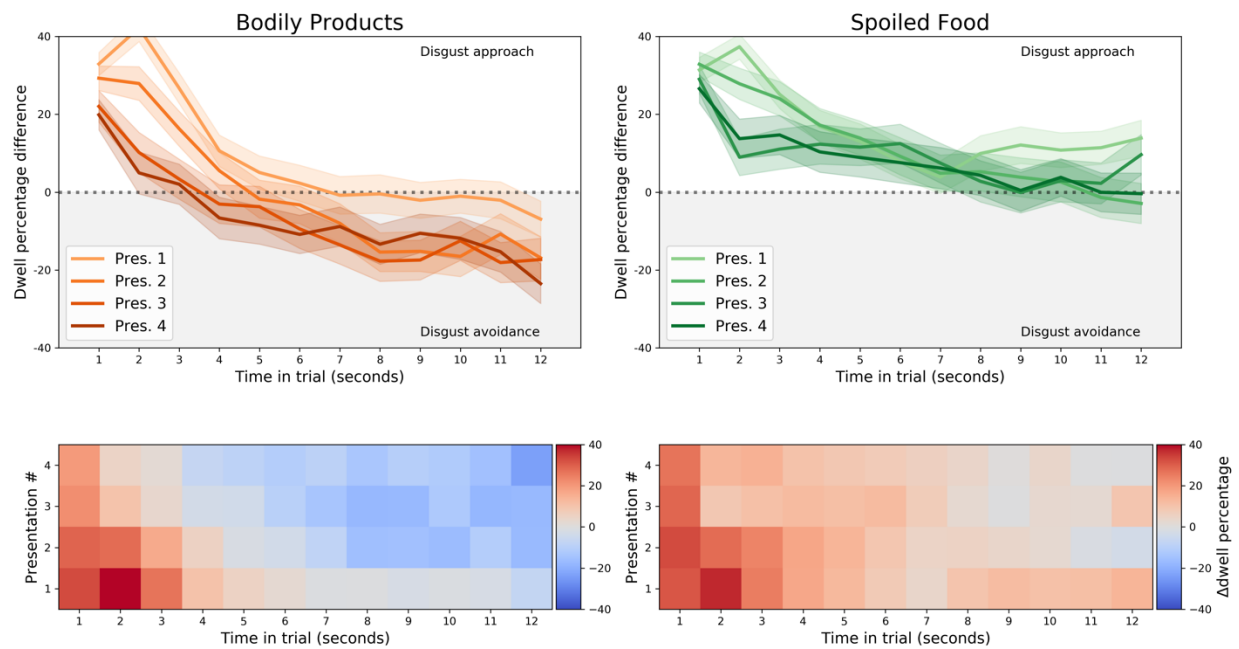 Bodily Products
Spoiled Food
40
20
0
-20
-40
Dwell percentage difference
Disgust approach
Pres. 1
Pres. 2
Pres. 3
Pres. 4
Disgust avoidance
1 2 3 4 5 6 7 8 9 10 11 12
Time in trial (seconds)
40
20
0
-20
-40
Dwell percentage difference
Disgust approach
Pres. 1
Pres. 2
Pres. 3
Pres. 4
Disgust avoidance
1 2 3 4 5 6 7 8 9 10 11 12
Time in trial (seconds)
4
3
2
1
Presentation #
1 2 3 4 5 6 7 8 9 10 11 12
Time in trial (seconds)
40
20
0
−20
−40
4
3
2
1
Presentation #
1 2 3 4 5 6 7 8 9 10 11 12
Time in trial (seconds)
40
20
0
−20
−40
Δdwell percentage